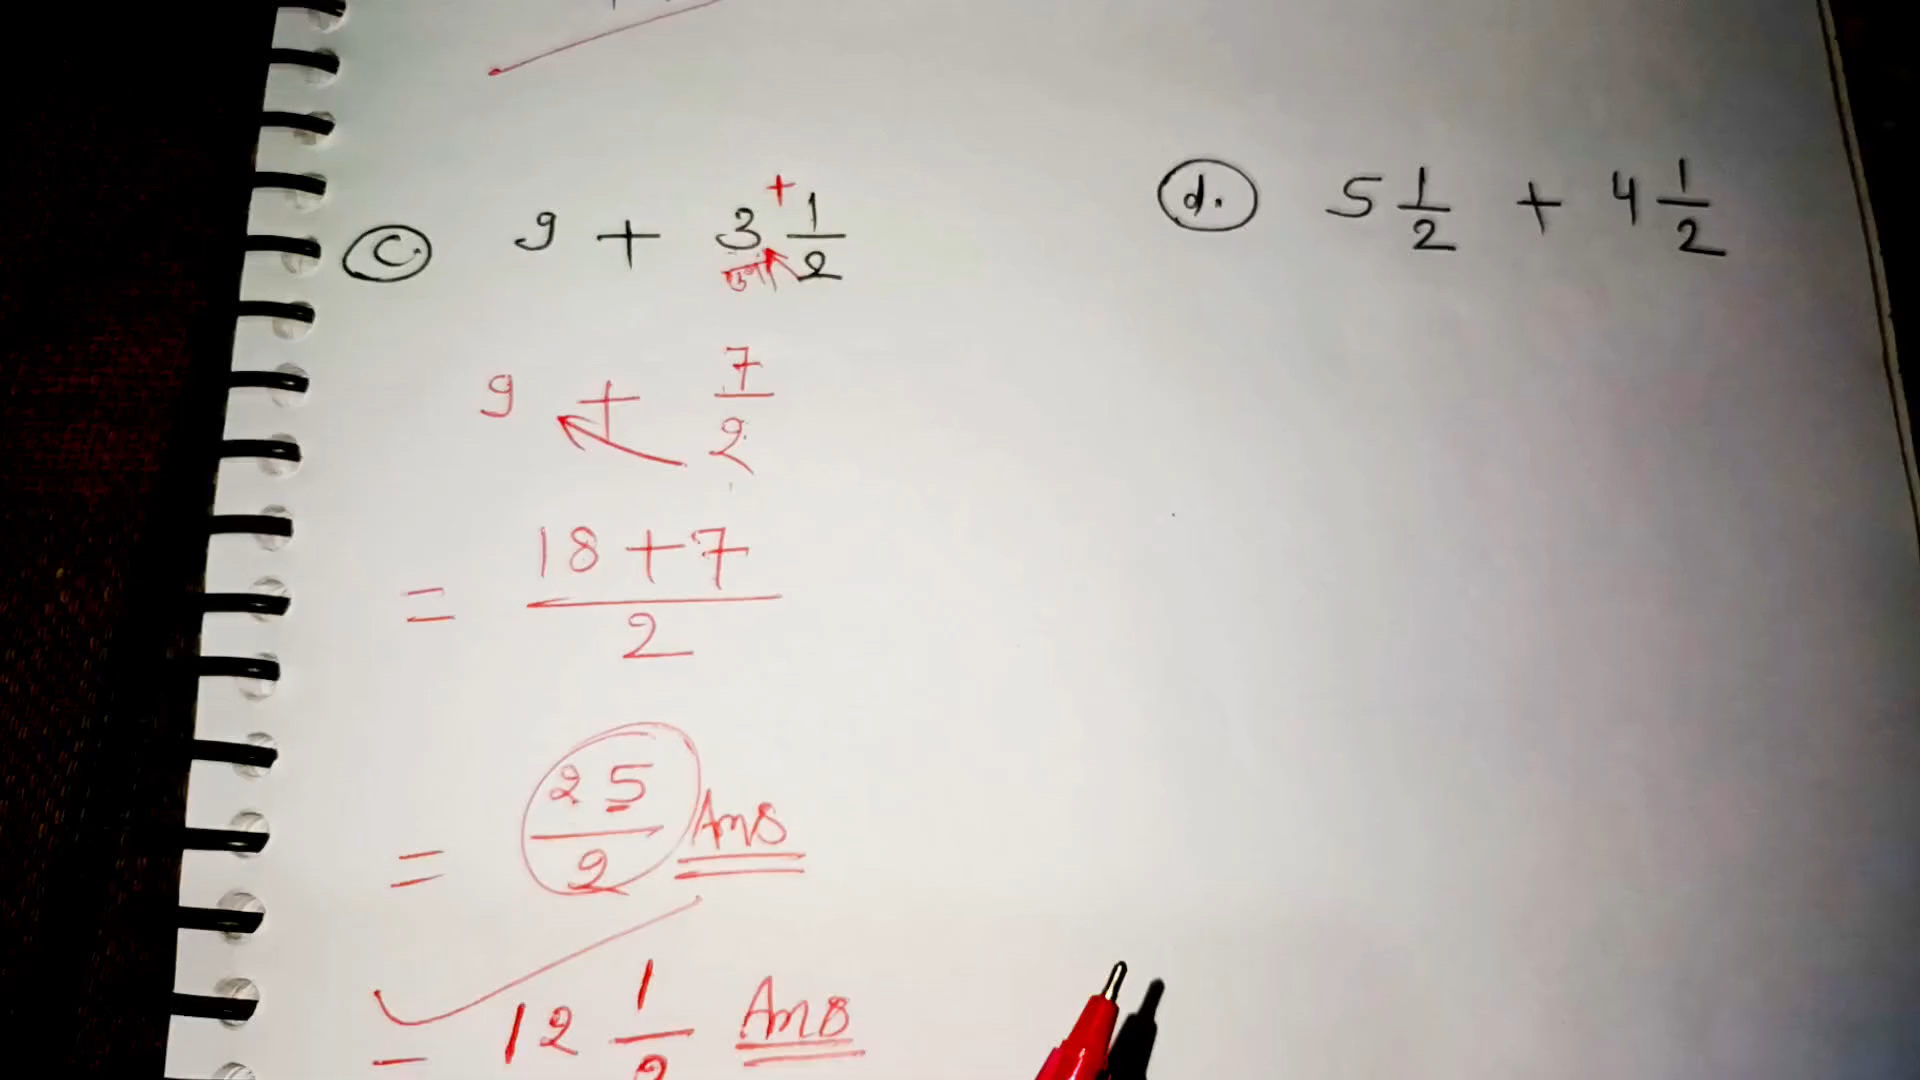 c. 9 + 3 + 1/2
9 + 7/2
= 18 + 7 / 2
= 25/2 Ans
= 12 1/2 Ans
d. 5 1/2 + 4 1/2